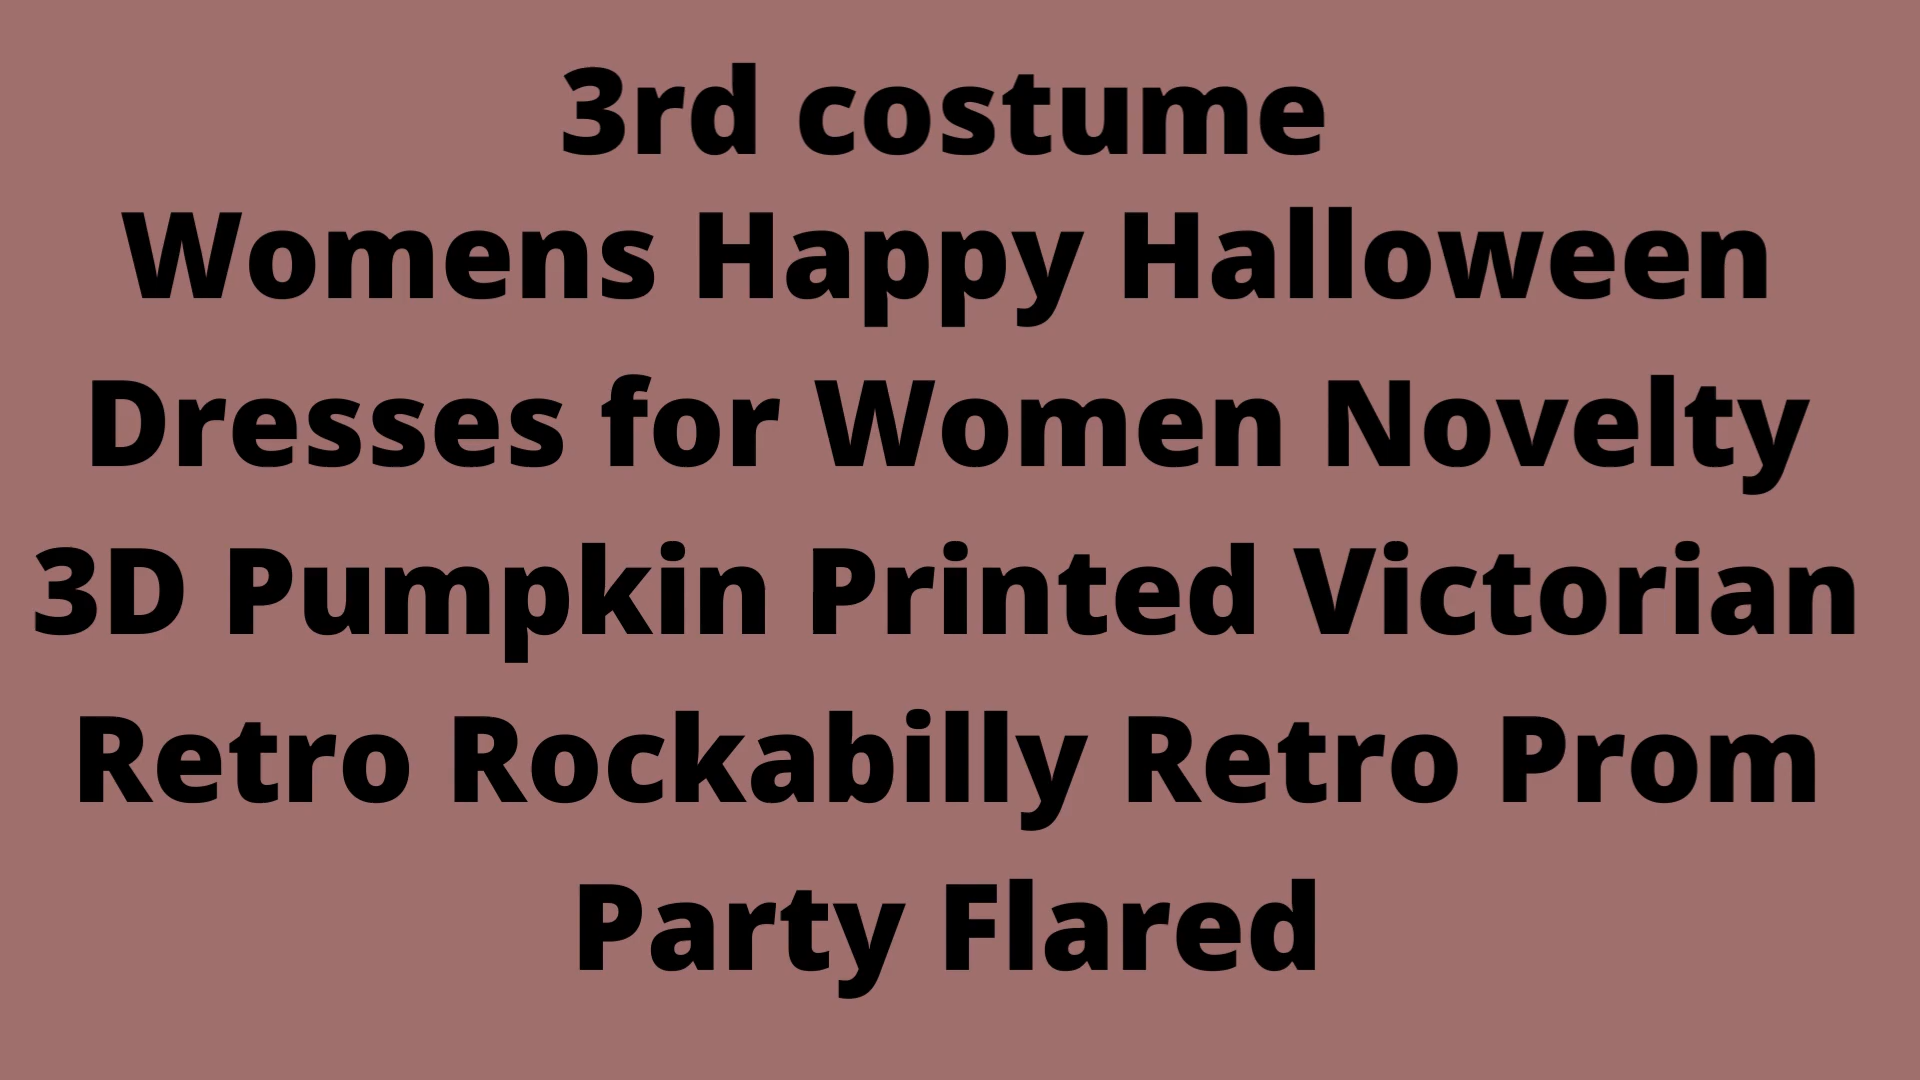 3rd costume
Womens Happy Halloween
Dresses for Women Novelty
3D Pumpkin Printed Victorian
Retro Rockabilly Retro Prom
Party Flared